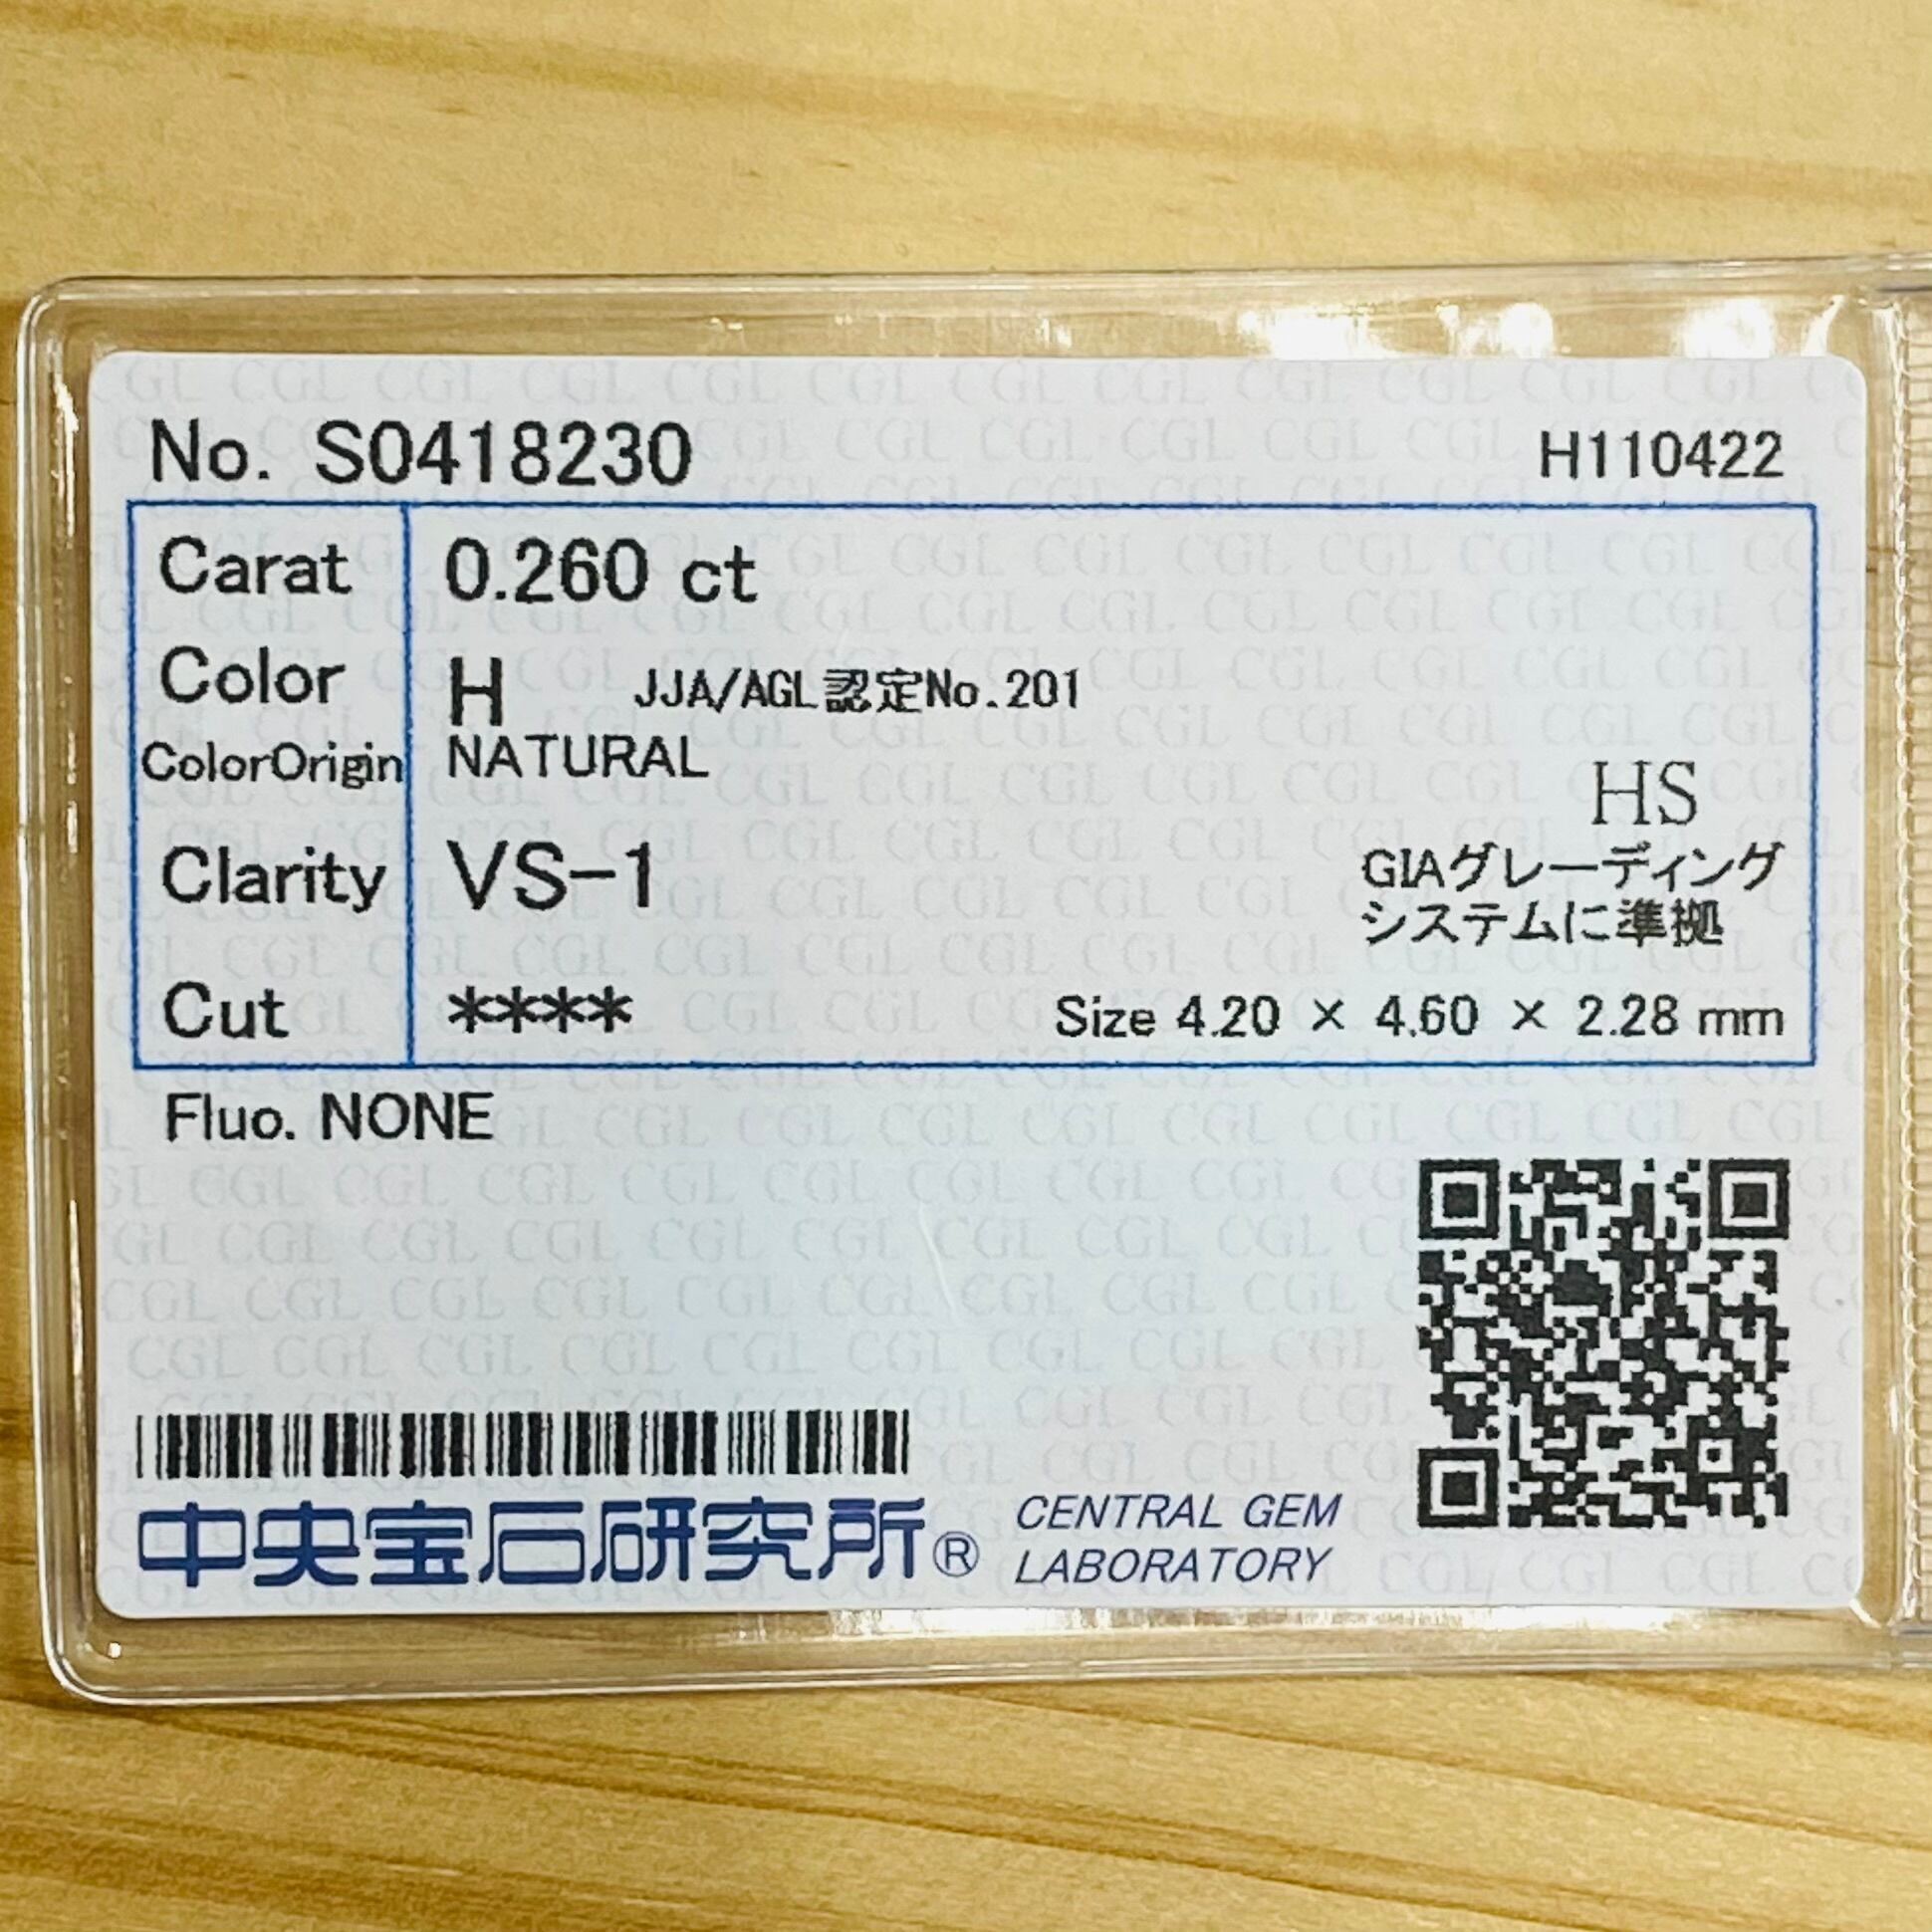 No. S0418230 H110422
Carat 0.260 ct
Color H JJA/AGL認定No.201
ColorOrigin NATURAL
HS
Clarity VS-1 GIAグレーディング
システムに準拠
Cut **** Size 4.20 × 4.60 × 2.28 mm
Fluo. NONE
中央宝石研究所® CENTRAL GEM
LABORATORY